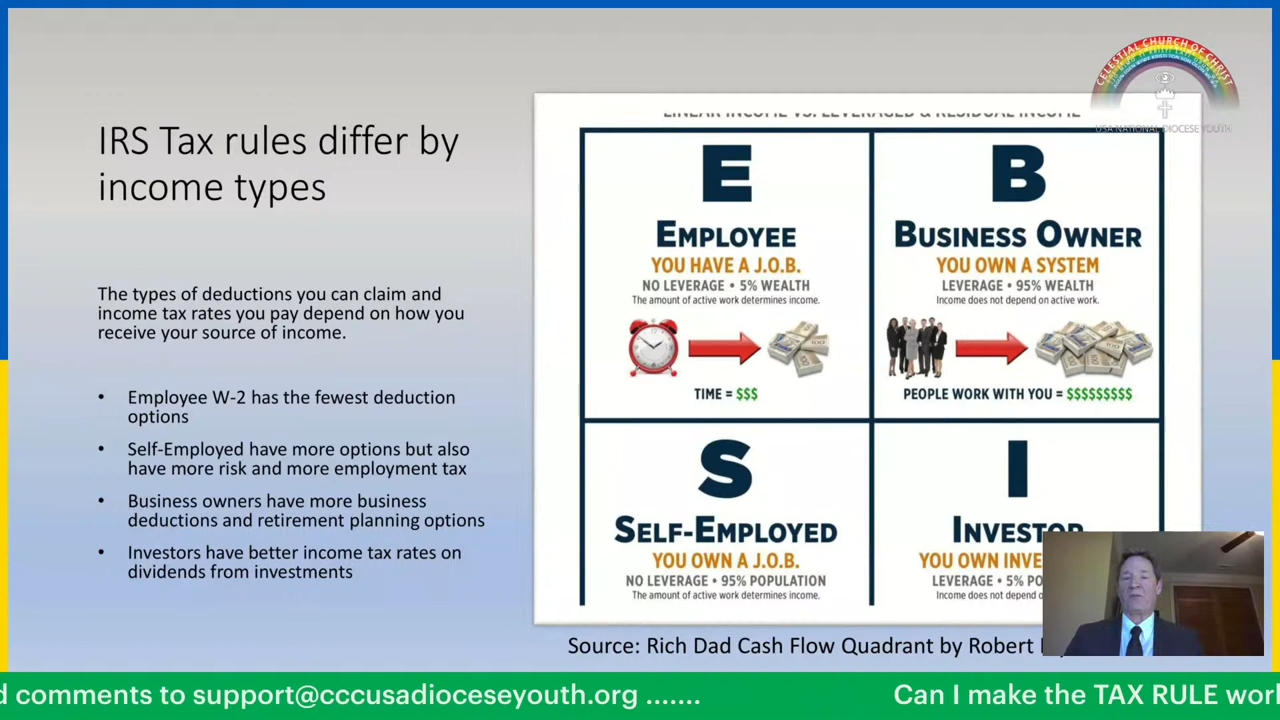 IRS Tax rules differ by
income types
The types of deductions you can claim and
income tax rates you pay depend on how you
receive your source of income.
• Employee W-2 has the fewest deduction
options
• Self-Employed have more options but also
have more risk and more employment tax
• Business owners have more business
deductions and retirement planning options
• Investors have better income tax rates on
dividends from investments
CELESTIAL CHURCH OF CHRIST
USA NATIONAL DIOCESE YOUTH
LINEAR INCOME VS. LEVERAGED & RESIDUAL INCOME
E
EMPLOYEE
YOU HAVE A J.O.B.
NO LEVERAGE • 5% WEALTH
The amount of active work determines income.
TIME = $$$
B
BUSINESS OWNER
YOU OWN A SYSTEM
LEVERAGE • 95% WEALTH
Income does not depend on active work.
PEOPLE WORK WITH YOU = $$$$$$$$$
S
SELF-EMPLOYED
YOU OWN A J.O.B.
NO LEVERAGE • 95% POPULATION
The amount of active work determines income.
I
INVESTOR
YOU OWN
LEVERAGE • 5%
Income does not depend
Source: Rich Dad Cash Flow Quadrant by Robert
comments to support@cccusadioceseyouth.org ....... Can I make the TAX RULE